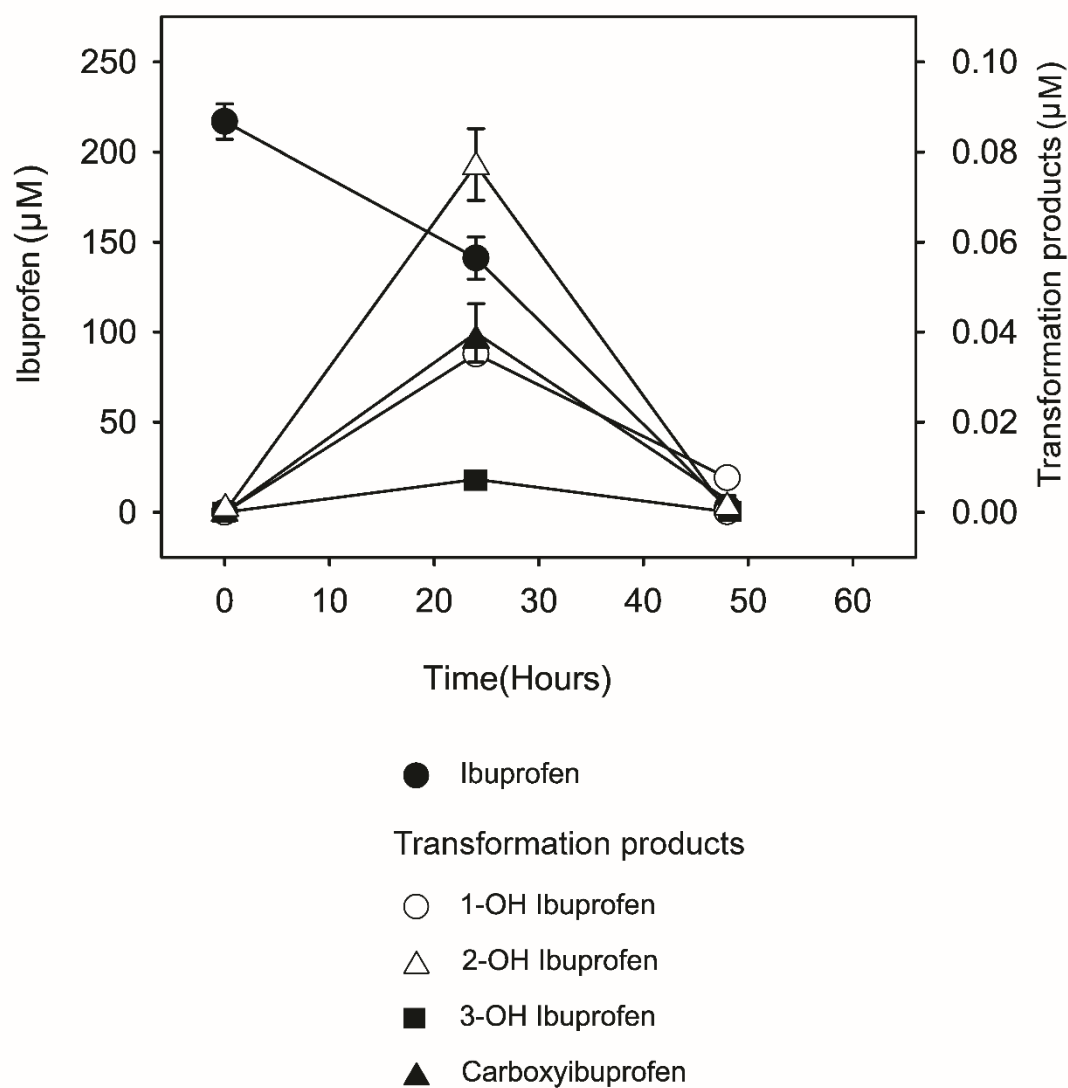 Ibuprofen (µM)
250
200
150
100
50
0
0.10
0.08
0.06
0.04
0.02
0.00
Transformation products (µM)
0 10 20 30 40 50 60
Time(Hours)
Ibuprofen
Transformation products
1-OH Ibuprofen
2-OH Ibuprofen
3-OH Ibuprofen
Carboxyibuprofen